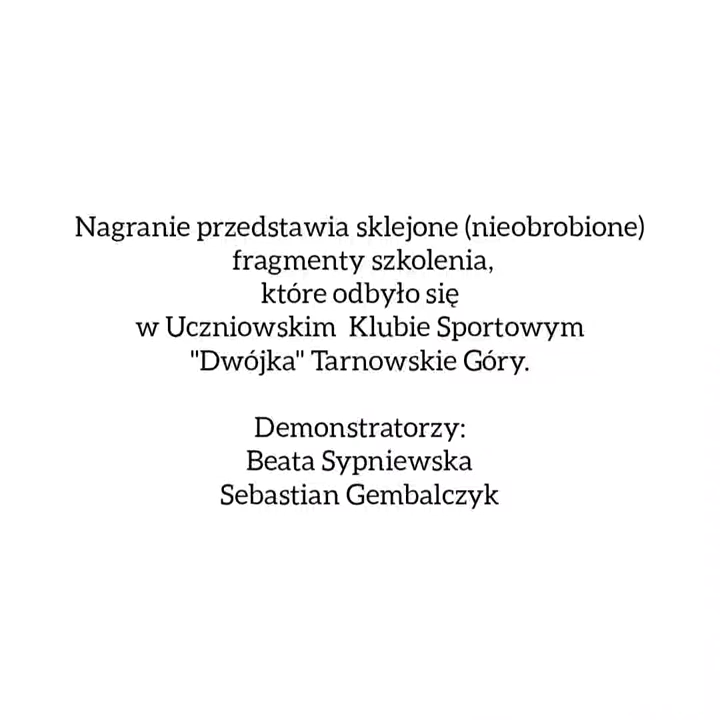 Nagranie przedstawia sklejone (nieobrobione)
fragmenty szkolenia,
które odbyło się
w Uczniowskim Klubie Sportowym
"Dwójka" Tarnowskie Góry.
Demonstratorzy:
Beata Sypniewska
Sebastian Gembalczyk